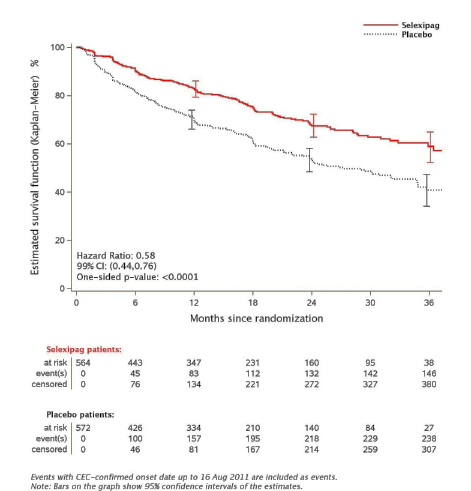 Selexipag
Placebo
Estimated survival function (Kaplan-Meier) %
100
80
60
40
20
0
Hazard Ratio: 0.58
99% CI: (0.44,0.76)
One-sided p-value: <0.0001
0 6 12 18 24 30 36
Months since randomization
Selexipag patients:
at risk 564 443 347 231 160 95 38
event(s) 0 45 83 112 132 142 146
censored 0 76 134 221 272 327 380
Placebo patients:
at risk 572 426 334 210 140 84 27
event(s) 0 100 157 195 218 229 238
censored 0 46 81 167 214 259 307
Events with CEC-confirmed onset date up to 16 Aug 2011 are included as events.
Note: Bars on the graph show 95% confidence intervals of the estimates.